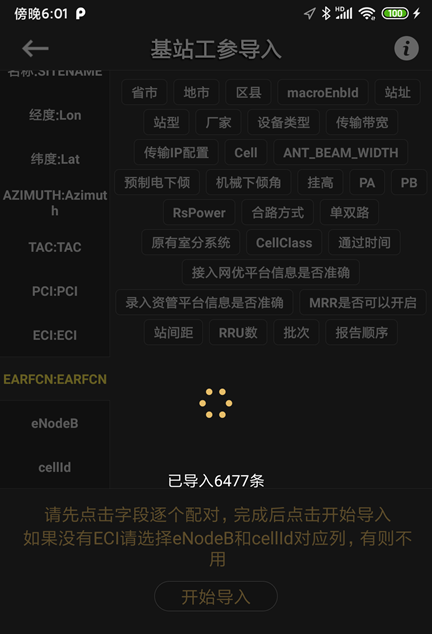 傍晚6:01
HD
100
基站工参导入
名称:SITENAME
经度:Lon
纬度:Lat
AZIMUTH:Azimut
h
TAC:TAC
PCI:PCI
ECI:ECI
EARFCN:EARFCN
eNodeB
cellId
省市 地市 区县 macroEnbId 站址
站型 厂家 设备类型 传输带宽
传输IP配置 Cell ANT_BEAM_WIDTH
预制电下倾 机械下倾角 挂高 PA PB
RsPower 合路方式 单双路
原有室分系统 CellClass 通过时间
接入网优平台信息是否准确
录入资管平台信息是否准确 MRR是否可以开启
站间距 RRU数 批次 报告顺序
已导入6477条
请先点击字段逐个配对，完成后点击开始导入
如果没有ECI请选择eNodeB和cellId对应列，有则不
用
开始导入